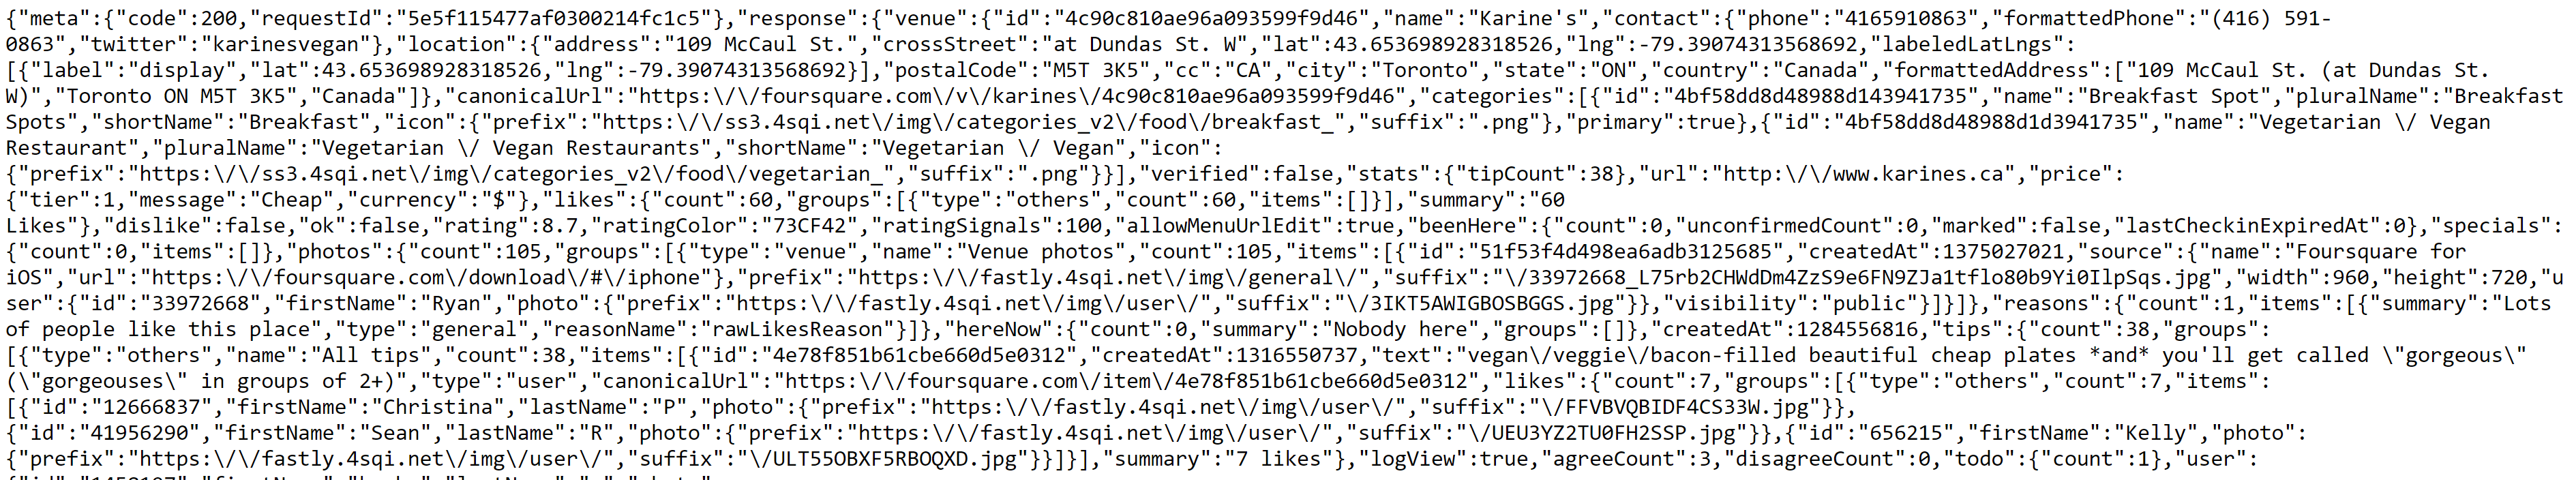 {"meta":{"code":200,"requestId":"5e5f115477af0300214fc1c5"},"response":{"venue":{"id":"4c90c810ae96a093599f9d46","name":"Karine's","contact":{"phone":"4165910863","formattedPhone":"(416) 591-
0863","twitter":"karinesvegan"},"location":{"address":"109 McCaul St.","crossStreet":"at Dundas St. W","lat":43.653698928318526,"lng":-79.39074313568692,"labeledLatLngs":
[{"label":"display","lat":43.653698928318526,"lng":-79.39074313568692}],"postalCode":"M5T 3K5","cc":"CA","city":"Toronto","state":"ON","country":"Canada","formattedAddress":["109 McCaul St. (at Dundas St.
W)","Toronto ON M5T 3K5","Canada"]},"canonicalUrl":"https:\/\/foursquare.com\/v\/karines\/4c90c810ae96a093599f9d46","categories":[{"id":"4bf58dd8d48988d143941735","name":"Breakfast Spot","pluralName":"Breakfast
Spots","shortName":"Breakfast","icon":{"prefix":"https:\/\/ss3.4sqi.net\/img\/categories_v2\/food\/breakfast_","suffix":".png"},"primary":true},{"id":"4bf58dd8d48988d1d3941735","name":"Vegetarian \/ Vegan
Restaurant","pluralName":"Vegetarian \/ Vegan Restaurants","shortName":"Vegetarian \/ Vegan","icon":
{"prefix":"https:\/\/ss3.4sqi.net\/img\/categories_v2\/food\/vegetarian_","suffix":".png"}}],"verified":false,"stats":{"tipCount":38},"url":"http:\/\/www.karines.ca","price":
{"tier":1,"message":"Cheap","currency":"$"},"likes":{"count":60,"groups":[{"type":"others","count":60,"items":[]}],"summary":"60
Likes"},"dislike":false,"ok":false,"rating":8.7,"ratingColor":"73CF42","ratingSignals":100,"allowMenuUrlEdit":true,"beenHere":{"count":0,"unconfirmedCount":0,"marked":false,"lastCheckinExpiredAt":0},"specials":
{"count":0,"items":[]},"photos":{"count":105,"groups":[{"type":"venue","name":"Venue photos","count":105,"items":[{"id":"51f53f4d498ea6adb3125685","createdAt":1375027021,"source":{"name":"Foursquare for
iOS","url":"https:\/\/foursquare.com\/download\/#\/iphone"},"prefix":"https:\/\/fastly.4sqi.net\/img\/general\/","suffix":"\/33972668_L75rb2CHWdDm4ZzS9e6FN9ZJa1tflo80b9Yi0IlpSqs.jpg","width":960,"height":720,"u
ser":{"id":"33972668","firstName":"Ryan","photo":{"prefix":"https:\/\/fastly.4sqi.net\/img\/user\/","suffix":"\/3IKT5AWIGBOSBGGS.jpg"}},"visibility":"public"}]}]},"reasons":{"count":1,"items":[{"summary":"Lots
of people like this place","type":"general","reasonName":"rawLikesReason"}]},"hereNow":{"count":0,"summary":"Nobody here","groups":[]},"createdAt":1284556816,"tips":{"count":38,"groups":
[{"type":"others","name":"All tips","count":38,"items":[{"id":"4e78f851b61cbe660d5e0312","createdAt":1316550737,"text":"vegan\/veggie\/bacon-filled beautiful cheap plates *and* you'll get called \"gorgeous\"
(\"gorgeouses\" in groups of 2+)","type":"user","canonicalUrl":"https:\/\/foursquare.com\/item\/4e78f851b61cbe660d5e0312","likes":{"count":7,"groups":[{"type":"others","count":7,"items":
[{"id":"12666837","firstName":"Christina","lastName":"P","photo":{"prefix":"https:\/\/fastly.4sqi.net\/img\/user\/","suffix":"\/FFVBVQBIDF4CS33W.jpg"}},
{"id":"41956290","firstName":"Sean","lastName":"R","photo":{"prefix":"https:\/\/fastly.4sqi.net\/img\/user\/","suffix":"\/UEU3YZ2TU0FH2SSP.jpg"}},{"id":"656215","firstName":"Kelly","photo":
{"prefix":"https:\/\/fastly.4sqi.net\/img\/user\/","suffix":"\/ULT55OBXF5RBOQXD.jpg"}}]}],"summary":"7 likes"},"logView":true,"agreeCount":3,"disagreeCount":0,"todo":{"count":1},"user":